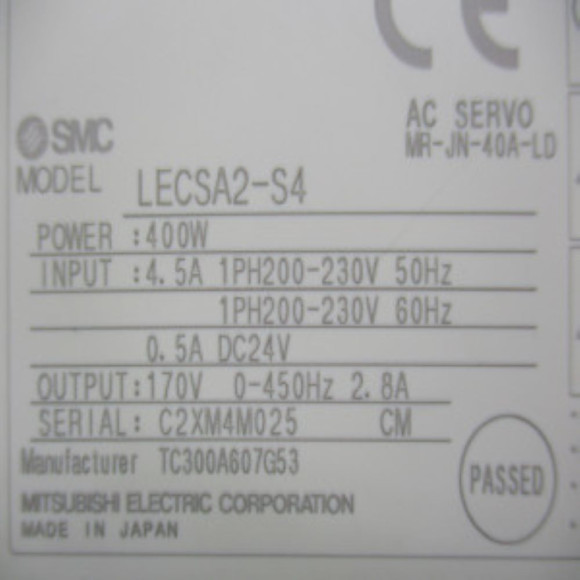 CE
SMC
AC SERVO
MR-JN-40A-LD
MODEL LECSA2-S4
POWER :400W
INPUT :4.5A 1PH200-230V 50Hz
1PH200-230V 60Hz
0.5A DC24V
OUTPUT:170V 0-450Hz 2.8A
SERIAL: C2XM4M025 CM
Manufacturer TC300A607G53
PASSED
MITSUBISHI ELECTRIC CORPORATION
MADE IN JAPAN